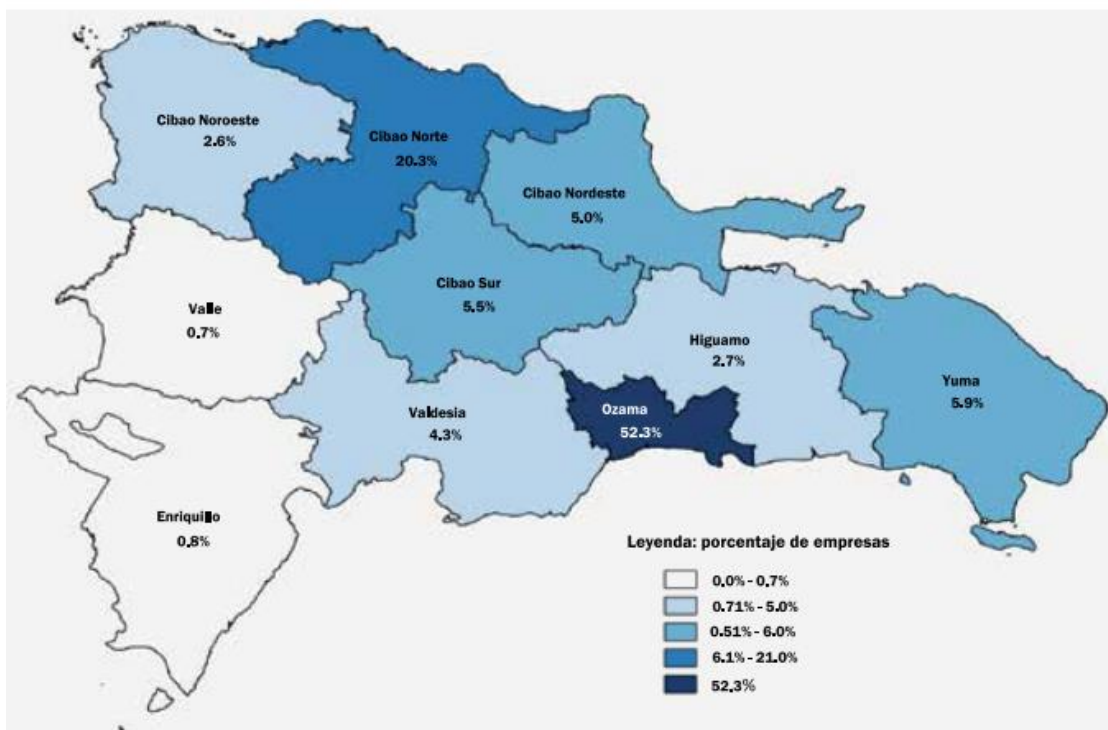 Cibao Noroeste
2.6%
Cibao Norte
20.3%
Cibao Nordeste
5.0%
Cibao Sur
5.5%
Valle
0.7%
Higuamo
2.7%
Yuma
5.9%
Valdesia
4.3%
Ozama
52.3%
Enriquillo
0.8%
Leyenda: porcentaje de empresas
0.0% - 0.7%
0.71% - 5.0%
0.51% - 6.0%
6.1% - 21.0%
52.3%